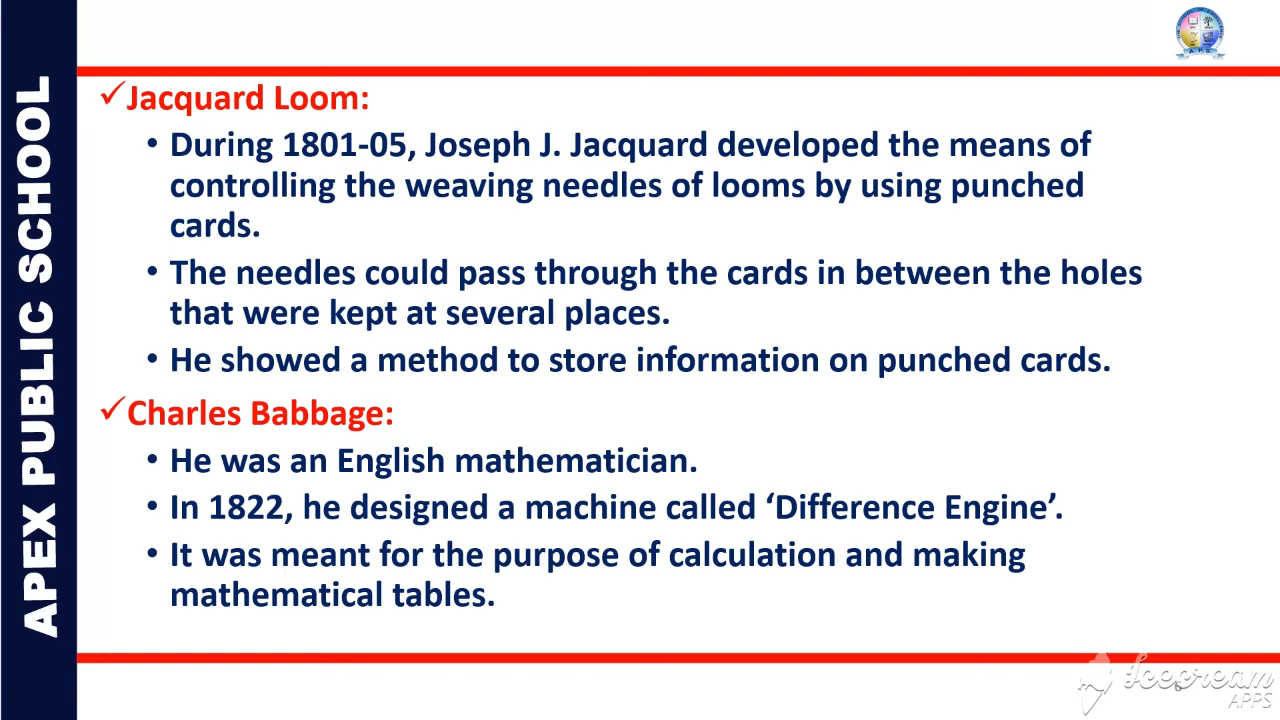 APEX PUBLIC SCHOOL
✓Jacquard Loom:
• During 1801-05, Joseph J. Jacquard developed the means of
controlling the weaving needles of looms by using punched
cards.
• The needles could pass through the cards in between the holes
that were kept at several places.
• He showed a method to store information on punched cards.
✓Charles Babbage:
• He was an English mathematician.
• In 1822, he designed a machine called ‘Difference Engine’.
• It was meant for the purpose of calculation and making
mathematical tables.
Icecream
APPS